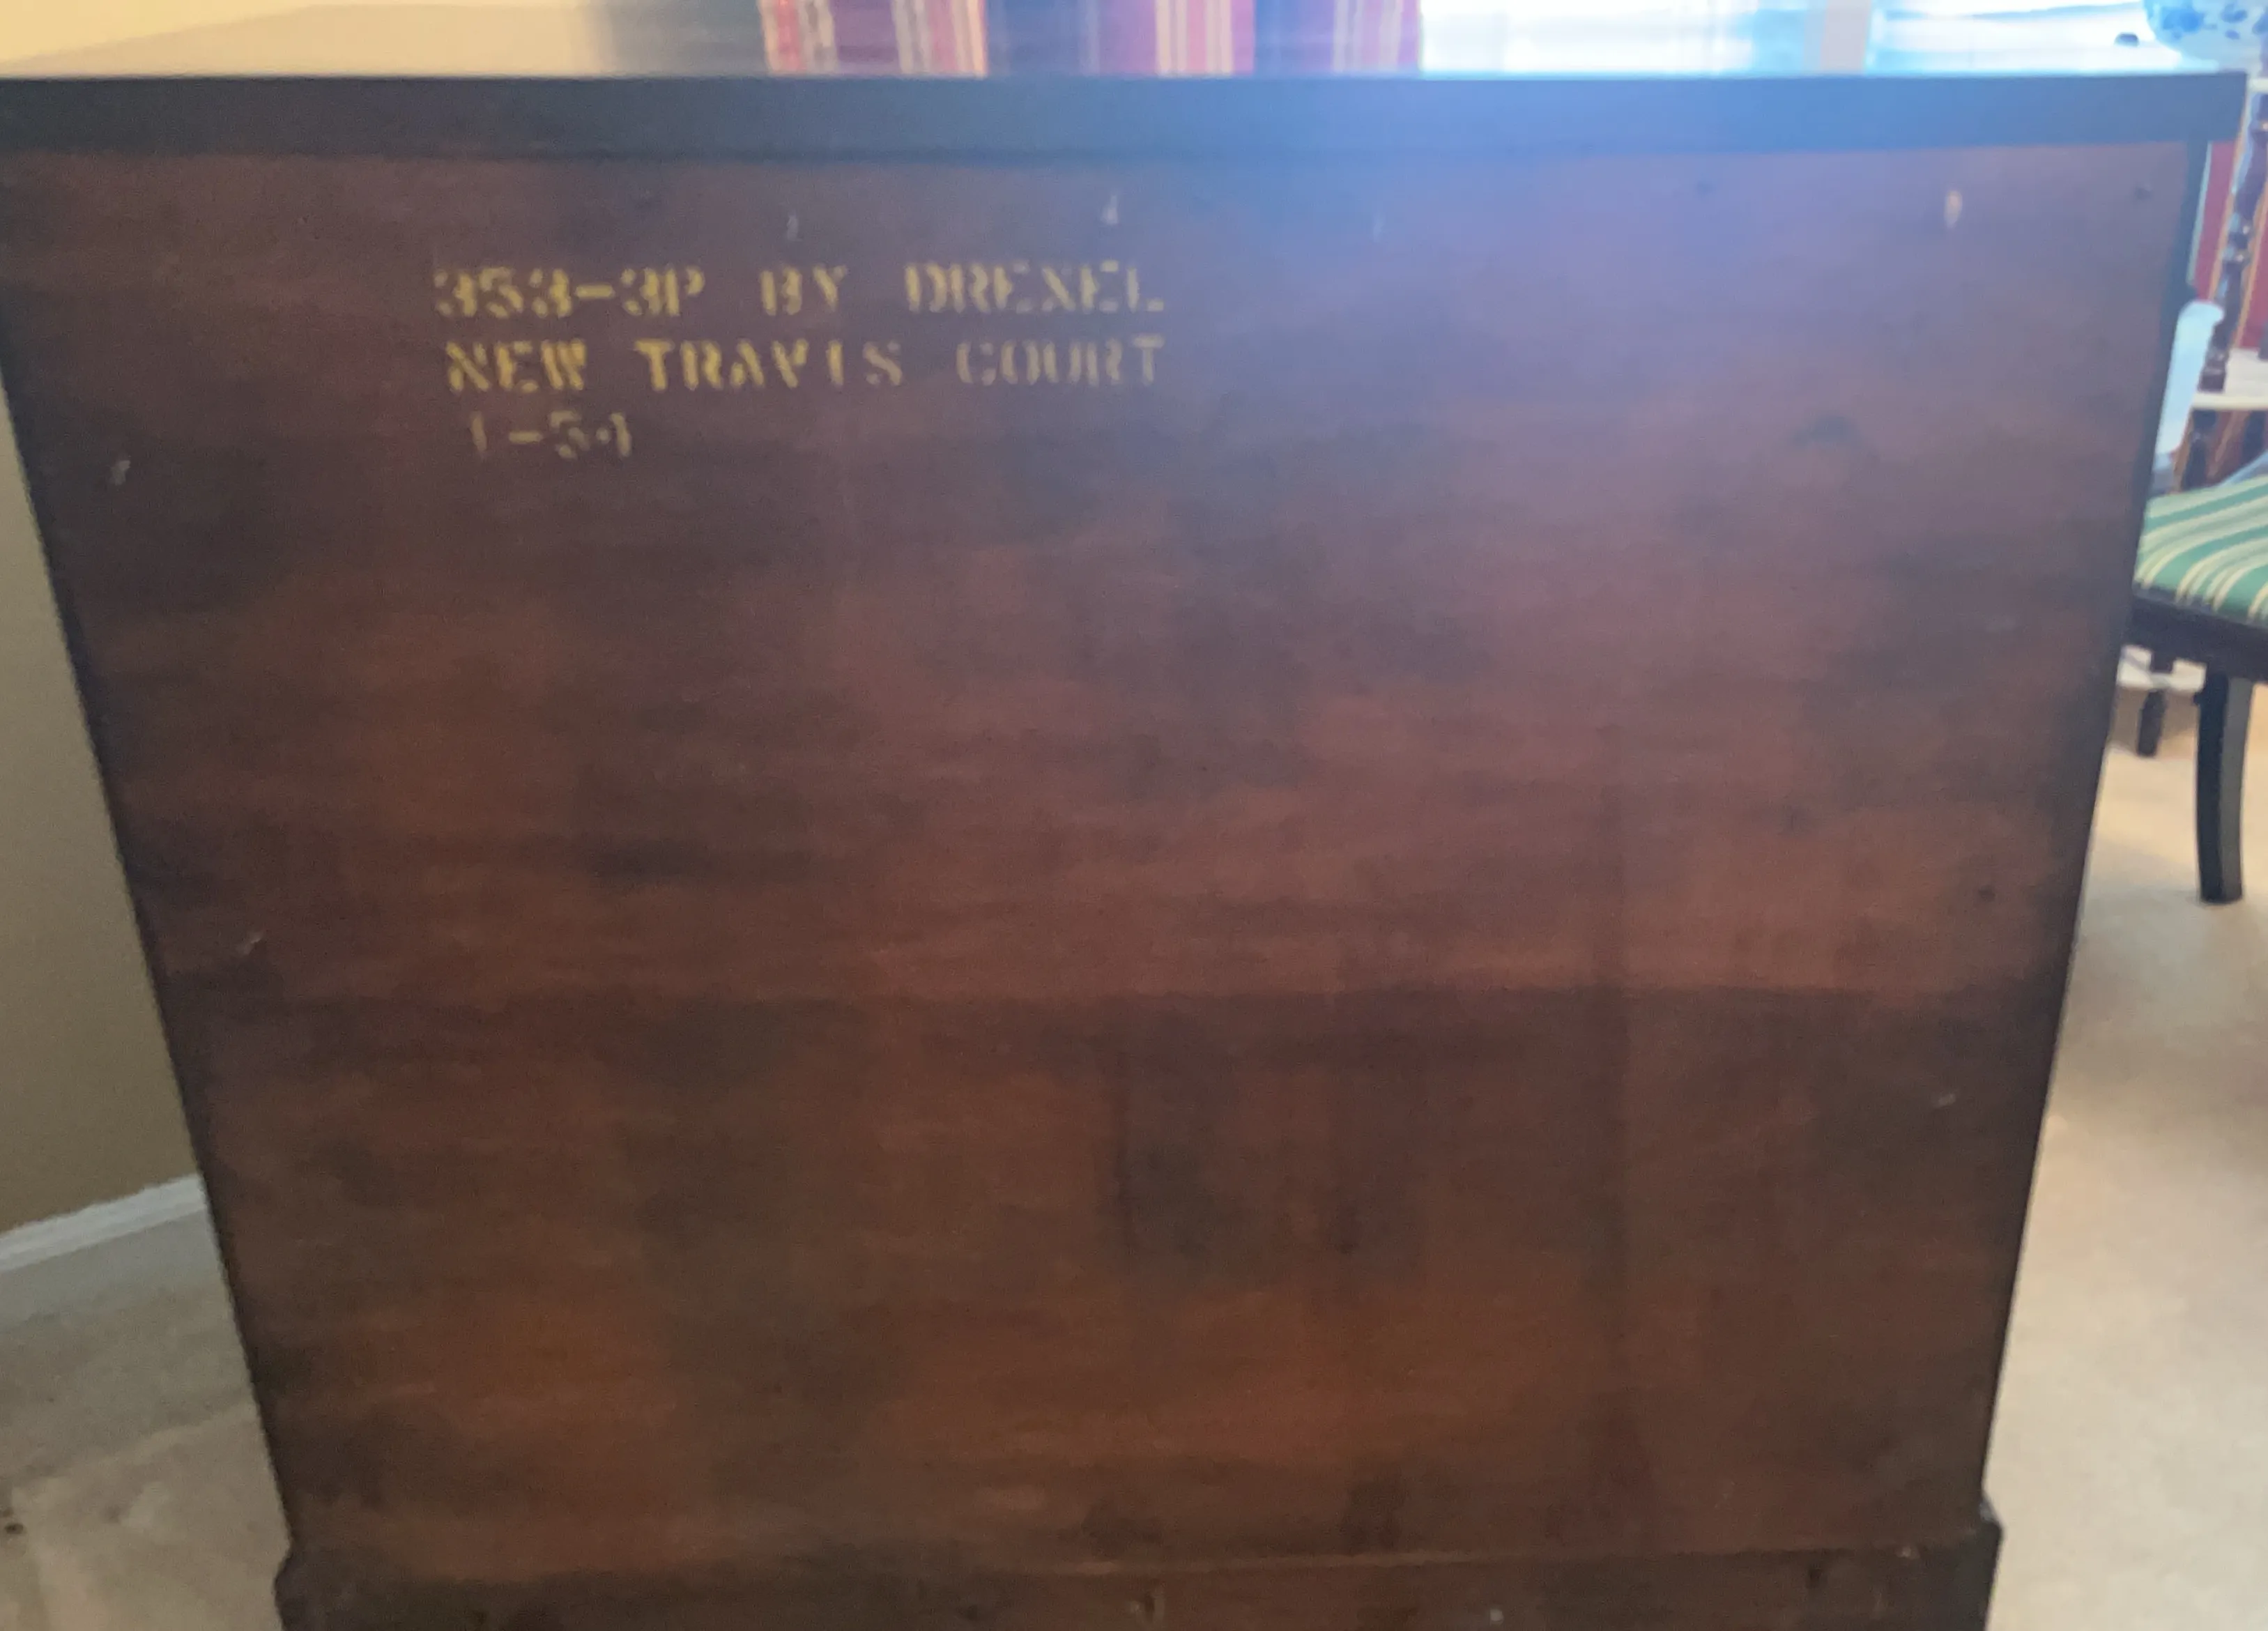 353-3P BY DREXEL
NEW TRAVIS COURT
1-54